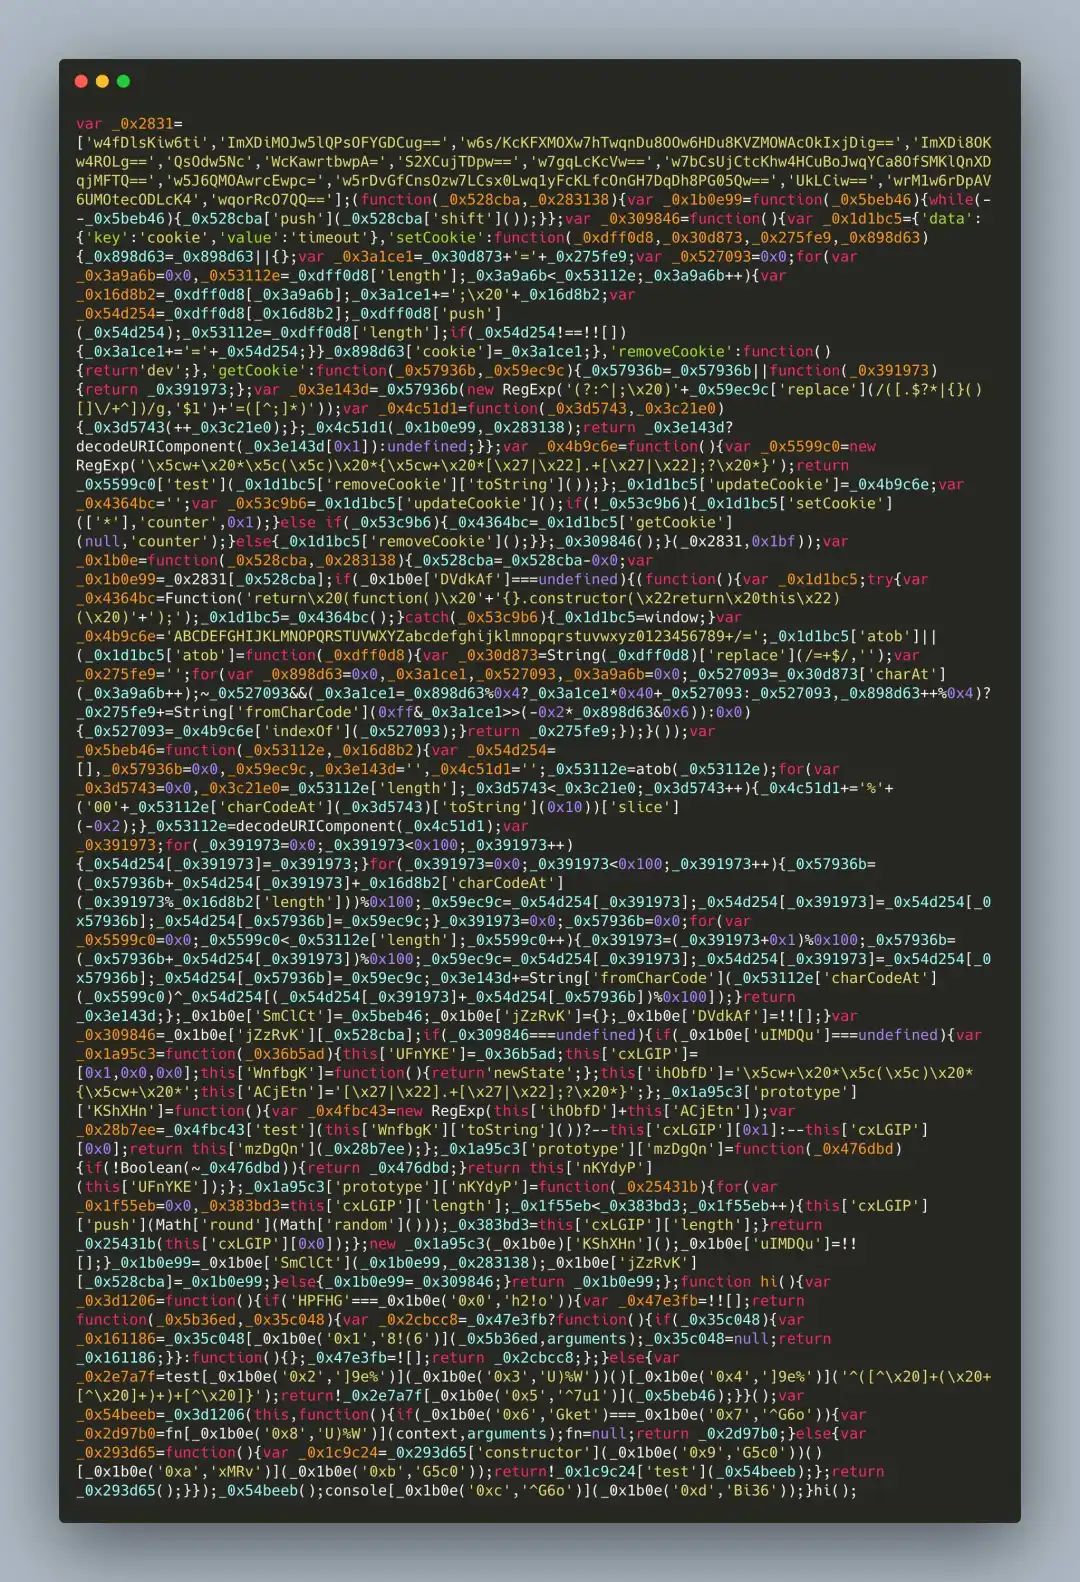 var _0x2831=
['w4fDlsKiw6ti','ImXDiMOJw5lQPsOFYGDCug==','w6s/KcKFXMOXw7hTwqnDu8OOw6HDu8KVZMOWAcOkIxjDig==','ImXDi8OK
w4ROLg==','QsOdw5Nc','WcKawrtbwpA=','S2XCujTDpw==','w7gqLcKcVw==','w7bCsUjCtcKhw4HCuBoJwqYCa8OfSMKlQnXD
qjMFTQ==','w5J6QMOAwrcEwpc=','w5rDvGfCnsOzw7LCsx0Lwq1yFcKLfcOnGH7DqDh8PG05Qw==','UkLCiw==','wrM1w6rDpAV
6UMOtecODLcK4','wqorRcO7QQ=='];(function(_0x528cba,_0x283138){var _0x1b0e99=function(_0x5beb46){while(-
-_0x5beb46){_0x528cba['push'](_0x528cba['shift']());}};var _0x309846=function(){var _0x1d1bc5={'data':
{'key':'cookie','value':'timeout'},'setCookie':function(_0xdff0d8,_0x30d873,_0x275fe9,_0x898d63)
{_0x898d63=_0x898d63||{};var _0x3a1ce1=_0x30d873+'='+_0x275fe9;var _0x527093=0x0;for(var
_0x3a9a6b=0x0,_0x53112e=_0xdff0d8['length'];_0x3a9a6b<_0x53112e;_0x3a9a6b++){var
_0x16d8b2=_0xdff0d8[_0x3a9a6b];_0x3a1ce1+=';\x20'+_0x16d8b2;var
_0x54d254=_0xdff0d8[_0x16d8b2];_0xdff0d8['push']
(_0x54d254);_0x53112e=_0xdff0d8['length'];if(_0x54d254!==!![])
{_0x3a1ce1+='='+_0x54d254;}}_0x898d63['cookie']=_0x3a1ce1;},'removeCookie':function()
{return'dev';},'getCookie':function(_0x57936b,_0x59ec9c){_0x57936b=_0x57936b||function(_0x391973)
{return _0x391973;};var _0x3e143d=_0x57936b(new RegExp('(?:^|;\x20)'+_0x59ec9c['replace'](/([.$?*|{}()
[]\/+^])/g,'$1')+'=([^;]*)'));var _0x4c51d1=function(_0x3d5743,_0x3c21e0)
{_0x3d5743(++_0x3c21e0);};_0x4c51d1(_0x1b0e99,_0x283138);return _0x3e143d?
decodeURIComponent(_0x3e143d[0x1]):undefined;}};var _0x4b9c6e=function(){var _0x5599c0=new
RegExp('\x5cw+\x20*\x5c(\x5c)\x20*{\x5cw+\x20*[\x27|\x22].+[\x27|\x22];?\x20*}');return
_0x5599c0['test'](_0x1d1bc5['removeCookie']['toString']());};_0x1d1bc5['updateCookie']=_0x4b9c6e;var
_0x4364bc='';var _0x53c9b6=_0x1d1bc5['updateCookie']();if(!_0x53c9b6){_0x1d1bc5['setCookie']
(['*'],'counter',0x1);}else if(_0x53c9b6){_0x4364bc=_0x1d1bc5['getCookie']
(null,'counter');}else{_0x1d1bc5['removeCookie']();}};_0x309846();}(_0x2831,0x1bf));var
_0x1b0e=function(_0x528cba,_0x283138){_0x528cba=_0x528cba-0x0;var
_0x1b0e99=_0x2831[_0x528cba];if(_0x1b0e['DVdkAf']===undefined){(function(){var _0x1d1bc5;try{var
_0x4364bc=Function('return\x20(function()\x20'+'{}.constructor(\x22return\x20this\x22)
(\x20)'+');');_0x1d1bc5=_0x4364bc();}catch(_0x53c9b6){_0x1d1bc5=window;}var
_0x4b9c6e='ABCDEFGHIJKLMNOPQRSTUVWXYZabcdefghijklmnopqrstuvwxyz0123456789+/=';_0x1d1bc5['atob']||
(_0x1d1bc5['atob']=function(_0xdff0d8){var _0x30d873=String(_0xdff0d8)['replace'](/=+$/,'');var
_0x275fe9='';for(var _0x898d63=0x0,_0x3a1ce1,_0x527093,_0x3a9a6b=0x0;_0x527093=_0x30d873['charAt']
(_0x3a9a6b++);~_0x527093&&(_0x3a1ce1=_0x898d63%0x4?_0x3a1ce1*0x40+_0x527093:_0x527093,_0x898d63++%0x4)?
_0x275fe9+=String['fromCharCode'](0xff&_0x3a1ce1>>(-0x2*_0x898d63&0x6)):0x0)
{_0x527093=_0x4b9c6e['indexOf'](_0x527093);}return _0x275fe9;});}());var
_0x5beb46=function(_0x53112e,_0x16d8b2){var _0x54d254=
[],_0x57936b=0x0,_0x59ec9c,_0x3e143d='',_0x4c51d1='';_0x53112e=atob(_0x53112e);for(var
_0x3d5743=0x0,_0x3c21e0=_0x53112e['length'];_0x3d5743<_0x3c21e0;_0x3d5743++){_0x4c51d1+='%'+
('00'+_0x53112e['charCodeAt'](_0x3d5743)['toString'](0x10))['slice']
(-0x2);}_0x53112e=decodeURIComponent(_0x4c51d1);var
_0x391973;for(_0x391973=0x0;_0x391973<0x100;_0x391973++)
{_0x54d254[_0x391973]=_0x391973;}for(_0x391973=0x0;_0x391973<0x100;_0x391973++){_0x57936b=
(_0x57936b+_0x54d254[_0x391973]+_0x16d8b2['charCodeAt']
(_0x391973%_0x16d8b2['length']))%0x100;_0x59ec9c=_0x54d254[_0x391973];_0x54d254[_0x391973]=_0x54d254[_0
x57936b];_0x54d254[_0x57936b]=_0x59ec9c;}_0x391973=0x0;_0x57936b=0x0;for(var
_0x5599c0=0x0;_0x5599c0<_0x53112e['length'];_0x5599c0++){_0x391973=(_0x391973+0x1)%0x100;_0x57936b=
(_0x57936b+_0x54d254[_0x391973])%0x100;_0x59ec9c=_0x54d254[_0x391973];_0x54d254[_0x391973]=_0x54d254[_0
x57936b];_0x54d254[_0x57936b]=_0x59ec9c;_0x3e143d+=String['fromCharCode'](_0x53112e['charCodeAt']
(_0x5599c0)^_0x54d254[(_0x54d254[_0x391973]+_0x54d254[_0x57936b])%0x100]);}return
_0x3e143d;};_0x1b0e['SmClCt']=_0x5beb46;_0x1b0e['jZzRvK']={};_0x1b0e['DVdkAf']=!![];}var
_0x309846=_0x1b0e['jZzRvK'][_0x528cba];if(_0x309846===undefined){if(_0x1b0e['uIMDQu']===undefined){var
_0x1a95c3=function(_0x36b5ad){this['UFnYKE']=_0x36b5ad;this['cxLGIP']=
[0x1,0x0,0x0];this['WnfbgK']=function(){return'newState';};this['ihObfD']='\x5cw+\x20*\x5c(\x5c)\x20*
{\x5cw+\x20*';this['ACjEtn']='[\x27|\x22].+[\x27|\x22];?\x20*}';};_0x1a95c3['prototype']
['KShXHn']=function(){var _0x4fbc43=new RegExp(this['ihObfD']+this['ACjEtn']);var
_0x28b7ee=_0x4fbc43['test'](this['WnfbgK']['toString']())?--this['cxLGIP'][0x1]:--this['cxLGIP']
[0x0];return this['mzDgQn'](_0x28b7ee);};_0x1a95c3['prototype']['mzDgQn']=function(_0x476dbd)
{if(!Boolean(~_0x476dbd)){return _0x476dbd;}return this['nKYdyP']
(this['UFnYKE']);};_0x1a95c3['prototype']['nKYdyP']=function(_0x25431b){for(var
_0x1f55eb=0x0,_0x383bd3=this['cxLGIP']['length'];_0x1f55eb<_0x383bd3;_0x1f55eb++){this['cxLGIP']
['push'](Math['round'](Math['random']()));_0x383bd3=this['cxLGIP']['length'];}return
_0x25431b(this['cxLGIP'][0x0]);};new _0x1a95c3(_0x1b0e)['KShXHn']();_0x1b0e['uIMDQu']=!!
[];}_0x1b0e99=_0x1b0e['SmClCt'](_0x1b0e99,_0x283138);_0x1b0e['jZzRvK']
[_0x528cba]=_0x1b0e99;}else{_0x1b0e99=_0x309846;}return _0x1b0e99;};function hi(){var
_0x3d1206=function(){if('HPFHG'===_0x1b0e('0x0','h2!o')){var _0x47e3fb=!![];return
function(_0x5b36ed,_0x35c048){var _0x2cbcc8=_0x47e3fb?function(){if(_0x35c048){var
_0x161186=_0x35c048[_0x1b0e('0x1','8!(6')](_0x5b36ed,arguments);_0x35c048=null;return
_0x161186;}}:function(){};_0x47e3fb=![];return _0x2cbcc8;};}else{var
_0x2e7a7f=test[_0x1b0e('0x2',']9e%')](_0x1b0e('0x3','U)%W'))()[_0x1b0e('0x4',']9e%')]('^([^\x20]+(\x20+
[^\x20]+)+)+[^\x20]}');return!_0x2e7a7f[_0x1b0e('0x5','^7u1')](_0x5beb46);}}();var
_0x54beeb=_0x3d1206(this,function(){if(_0x1b0e('0x6','Gket')===_0x1b0e('0x7','^G6o')){var
_0x2d97b0=fn[_0x1b0e('0x8','U)%W')](context,arguments);fn=null;return _0x2d97b0;}else{var
_0x293d65=function(){var _0x1c9c24=_0x293d65['constructor'](_0x1b0e('0x9','G5c0'))()
[_0x1b0e('0xa','xMRv')](_0x1b0e('0xb','G5c0'));return!_0x1c9c24['test'](_0x54beeb);};return
_0x293d65();}});_0x54beeb();console[_0x1b0e('0xc','^G6o')](_0x1b0e('0xd','Bi36'));}hi();